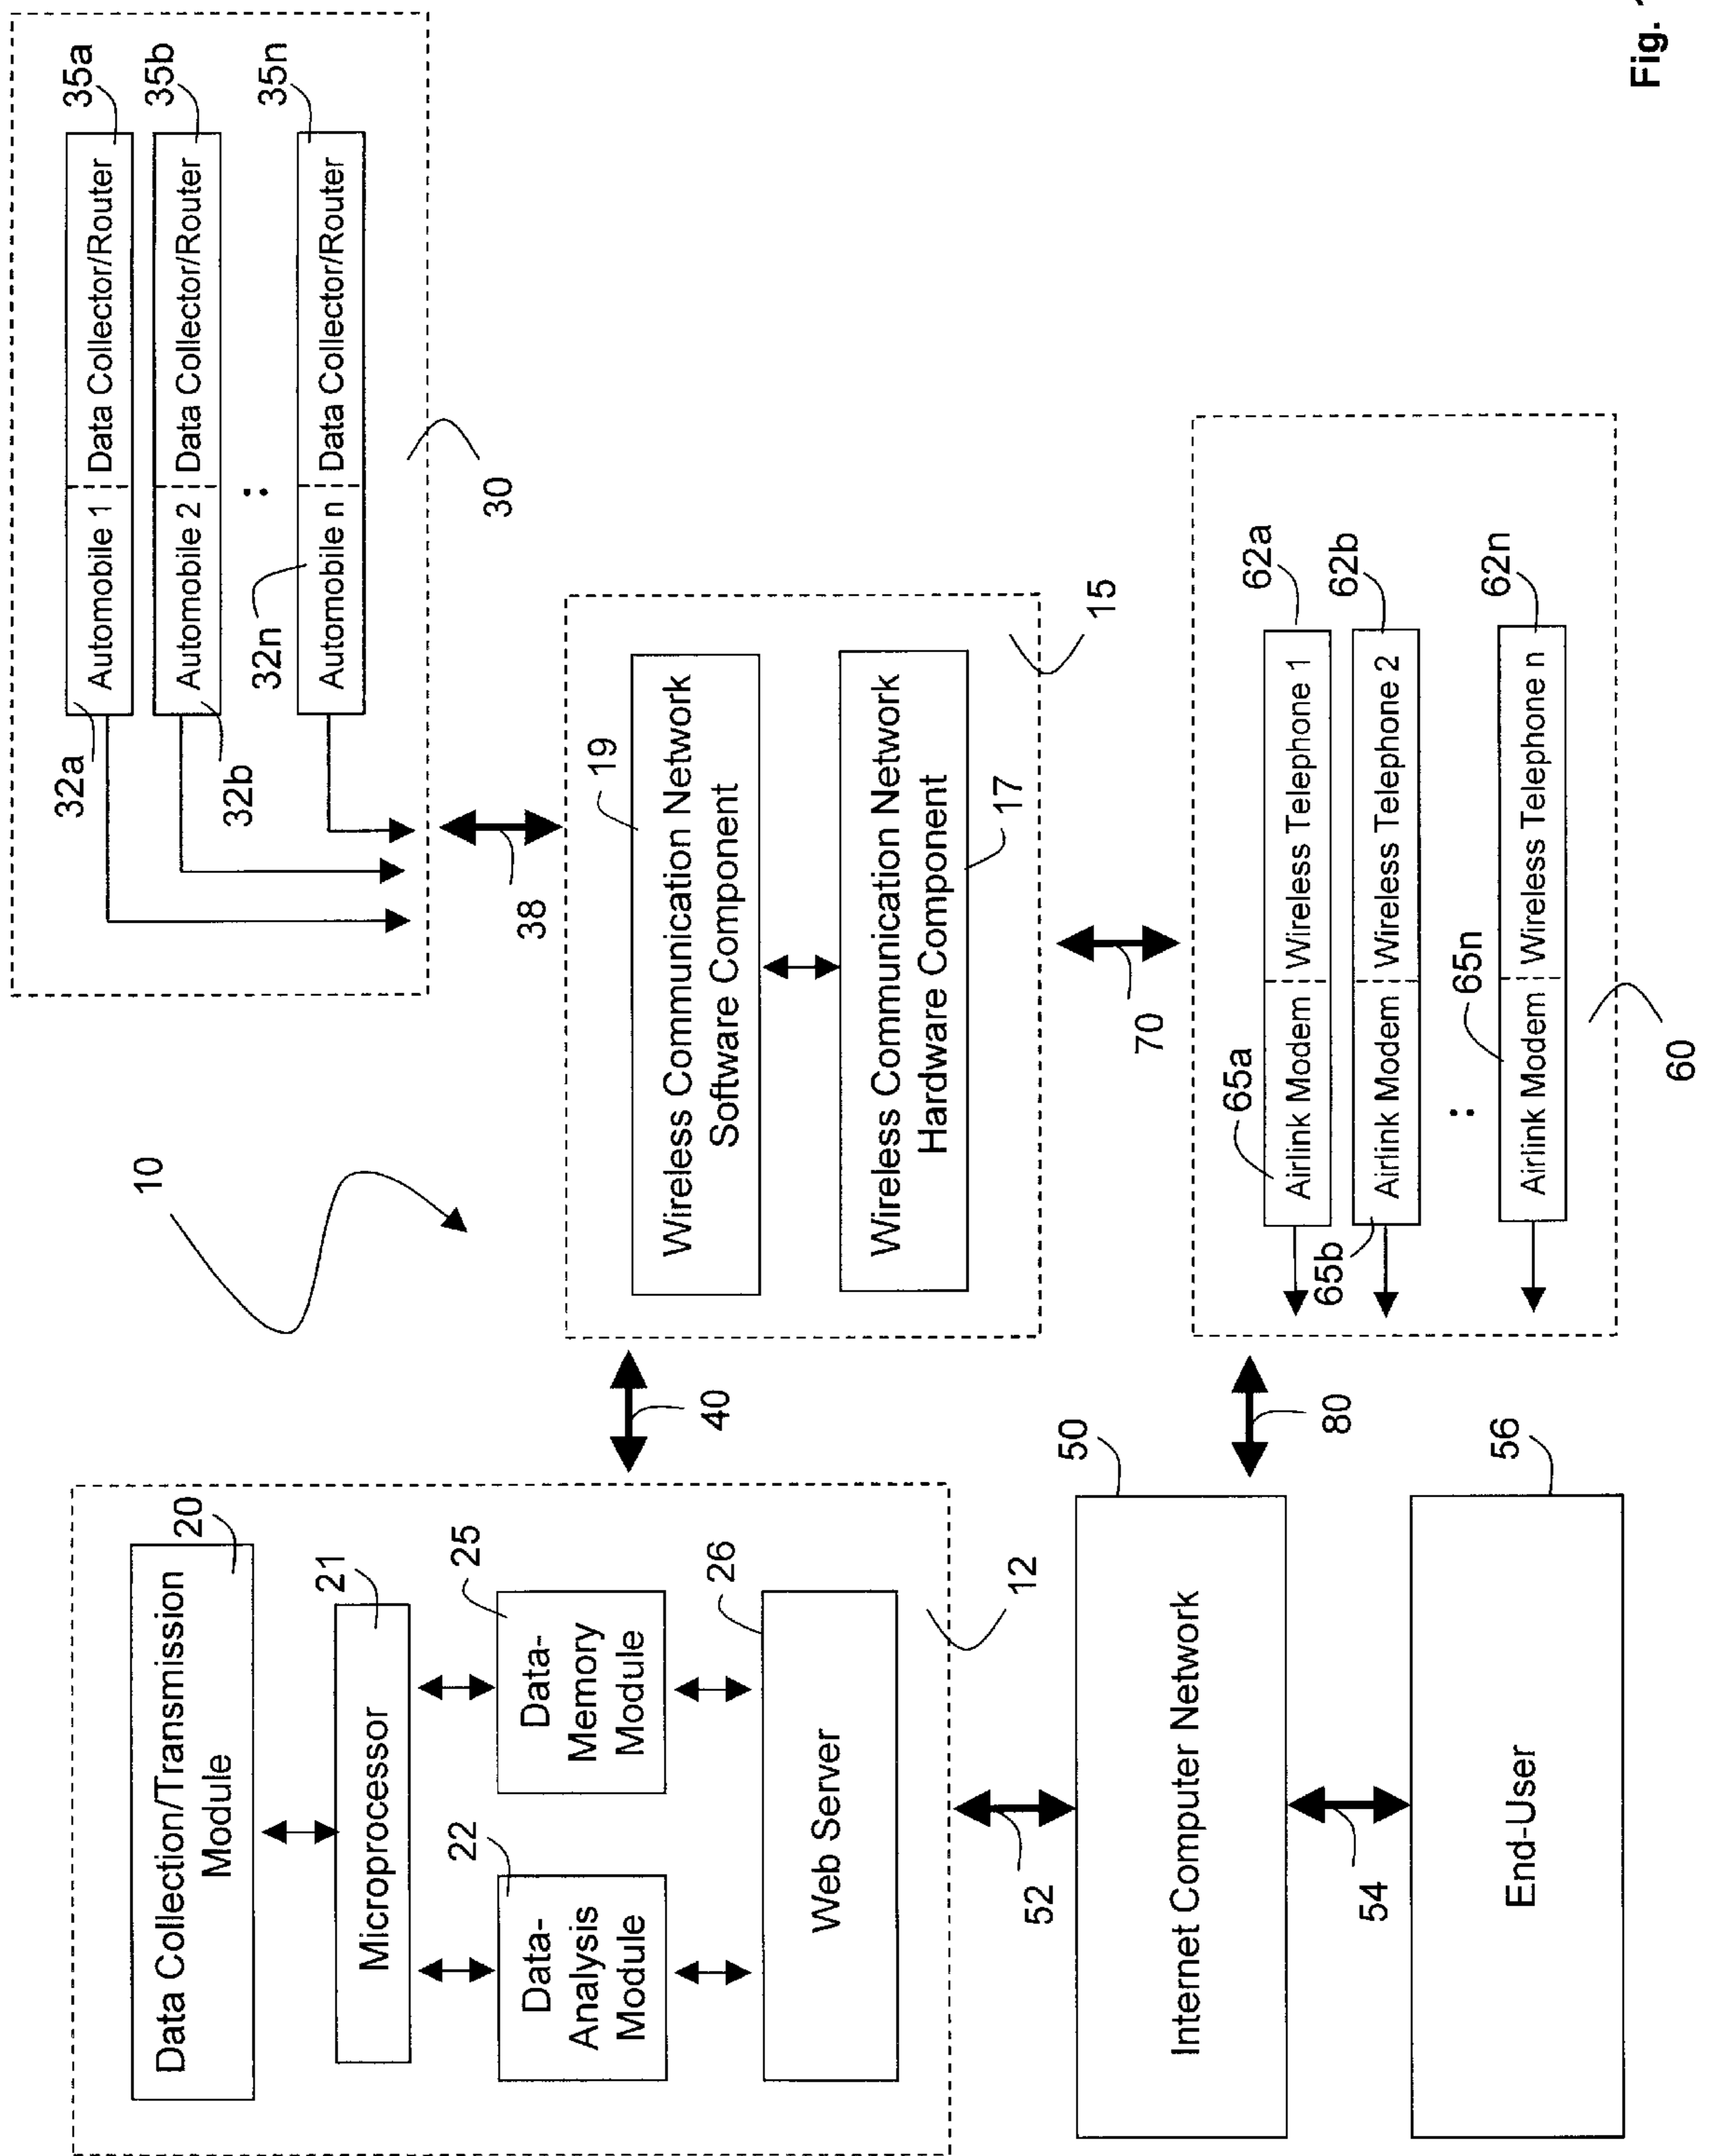 10
Data Collection/Transmission
Module
20
Microprocessor
21
Data-
Analysis
Module
22
Data-
Memory
Module
25
Web Server
26
12
52
Internet Computer Network
50
54
End-User
56
40
80
Wireless Communication Network
Software Component
19
Wireless Communication Network
Hardware Component
17
15
38
70
Automobile 1
Data Collector/Router
32a
35a
Automobile 2
Data Collector/Router
32b
35b
:
Automobile n
Data Collector/Router
32n
35n
30
Airlink Modem
Wireless Telephone 1
65a
62a
Airlink Modem
Wireless Telephone 2
65b
62b
:
Airlink Modem
Wireless Telephone n
65n
62n
60
Fig.